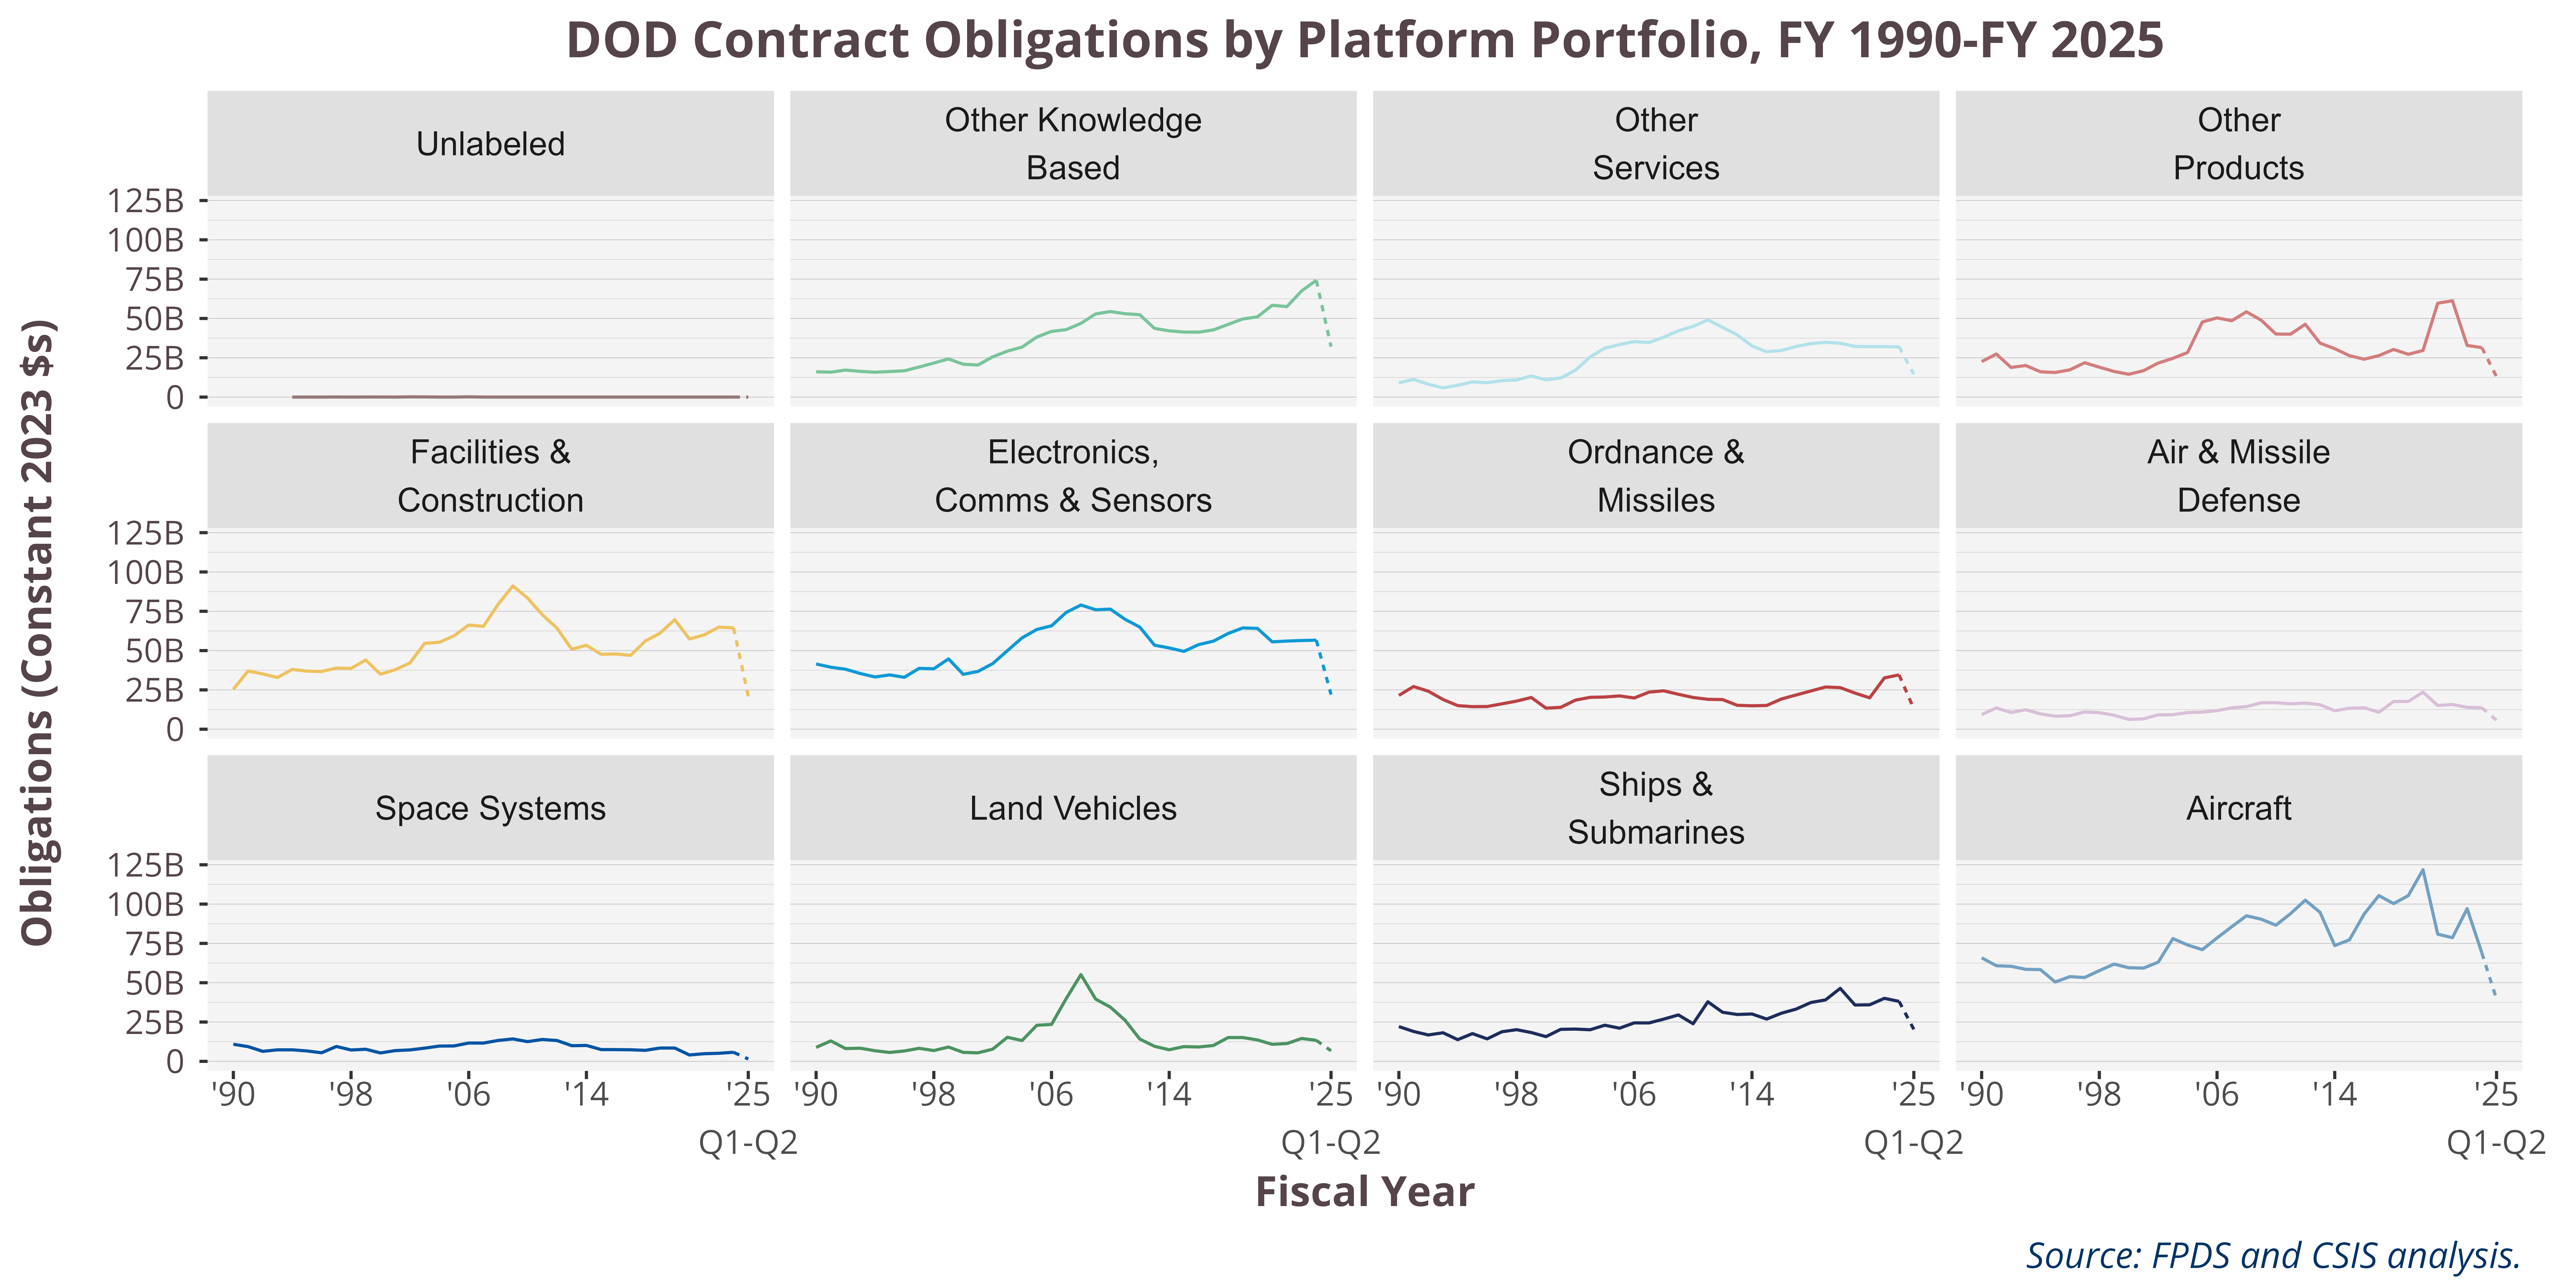 DOD Contract Obligations by Platform Portfolio, FY 1990-FY 2025
Obligations (Constant 2023 $s)
Unlabeled
Other Knowledge
Based
Other
Services
Other
Products
125B
100B
75B
50B
25B
0
Facilities &
Construction
Electronics,
Comms & Sensors
Ordnance &
Missiles
Air & Missile
Defense
125B
100B
75B
50B
25B
0
Space Systems
Land Vehicles
Ships &
Submarines
Aircraft
125B
100B
75B
50B
25B
0
'90 '98 '06 '14 '25
Q1-Q2
'90 '98 '06 '14 '25
Q1-Q2
'90 '98 '06 '14 '25
Q1-Q2
'90 '98 '06 '14 '25
Q1-Q2
Fiscal Year
Source: FPDS and CSIS analysis.